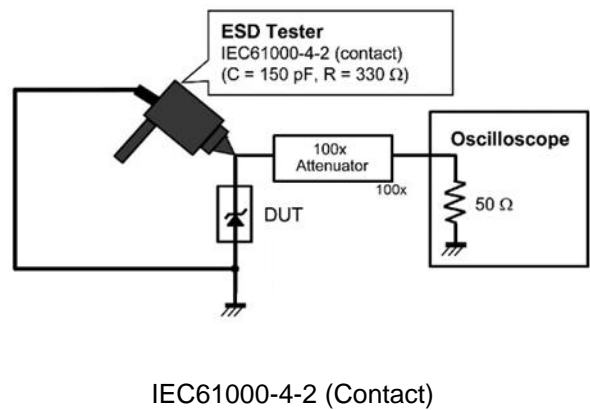 ESD Tester
IEC61000-4-2 (contact)
(C = 150 pF, R = 330 Ω)
100x
Attenuator
100x
Oscilloscope
50 Ω
DUT
IEC61000-4-2 (Contact)